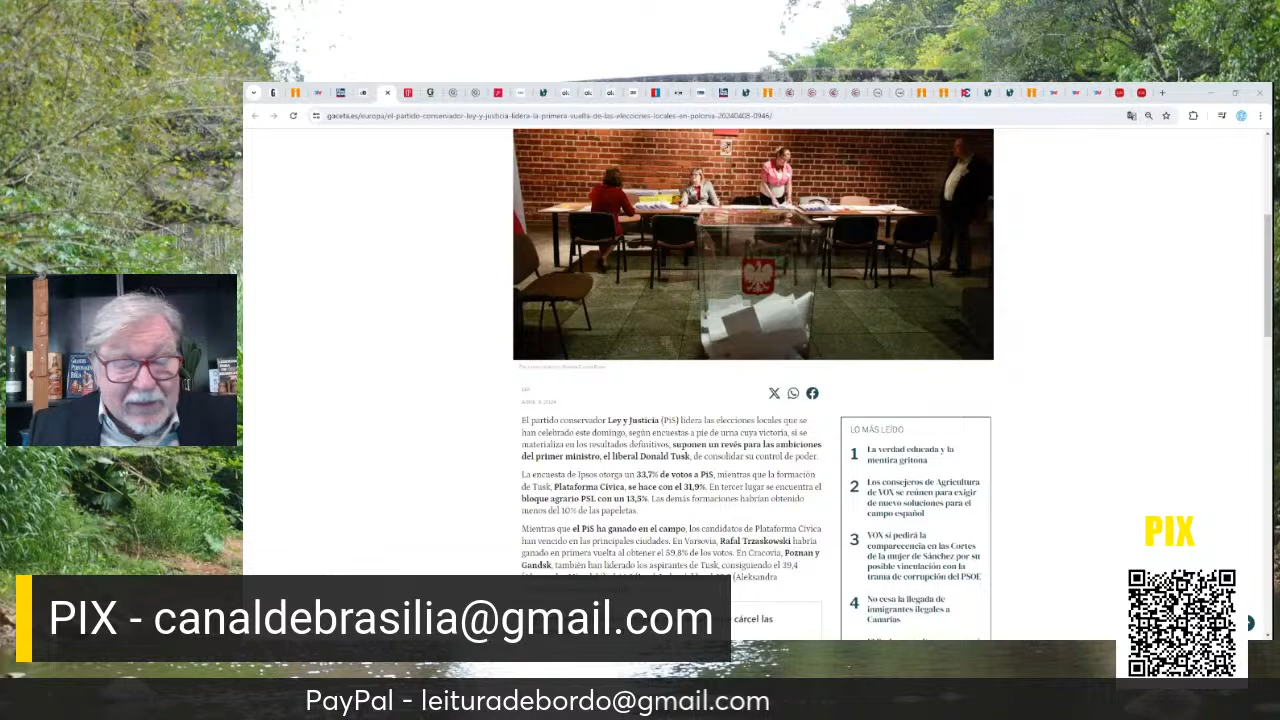 gaceta.es/europa/el-partido-conservador-ley-y-justicia-lidera-la-primera-vuelta-de-las-elecciones-locales-en-polonia-20240408-0946/
ABRIL 8, 2024
El partido conservador Ley y Justicia (PiS) lidera las elecciones locales que se
han celebrado este domingo, según encuestas a pie de urna cuya victoria, si se
materializa en los resultados definitivos, suponen un revés para las ambiciones
del primer ministro, el liberal Donald Tusk, de consolidar su control de poder.
La encuesta de Ipsos otorga un 33,7% de votos a PiS, mientras que la formación
de Tusk, Plataforma Cívica, se hace con el 31,9%. En tercer lugar se encuentra el
bloque agrario PSL con un 13,5%. Las demás formaciones habrían obtenido
menos del 10% de las papeletas.
Mientras que el PiS ha ganado en el campo, los candidatos de Plataforma Cívica
han vencido en las principales ciudades. En Varsovia, Rafal Trzaskowski habría
ganado en primera vuelta al obtener el 59,8% de los votos. En Cracovia, Poznan y
Gandsk, también han liderado los aspirantes de Tusk, consiguiendo el 39,4
(Aleksandra
cárcel las
LO MÁS LEÍDO
1 La verdad educada y la
mentira gritona
2 Los consejeros de Agricultura
de VOX se reúnen para exigir
de nuevo soluciones para el
campo español
3 VOX sí pedirá la
comparecencia en las Cortes
de la mujer de Sánchez por su
posible vinculación con la
trama de corrupción del PSOE
4 No cesa la llegada de
inmigrantes ilegales a
Canarias
PIX
PIX - canaldebrasilia@gmail.com
PayPal - leituradebordo@gmail.com